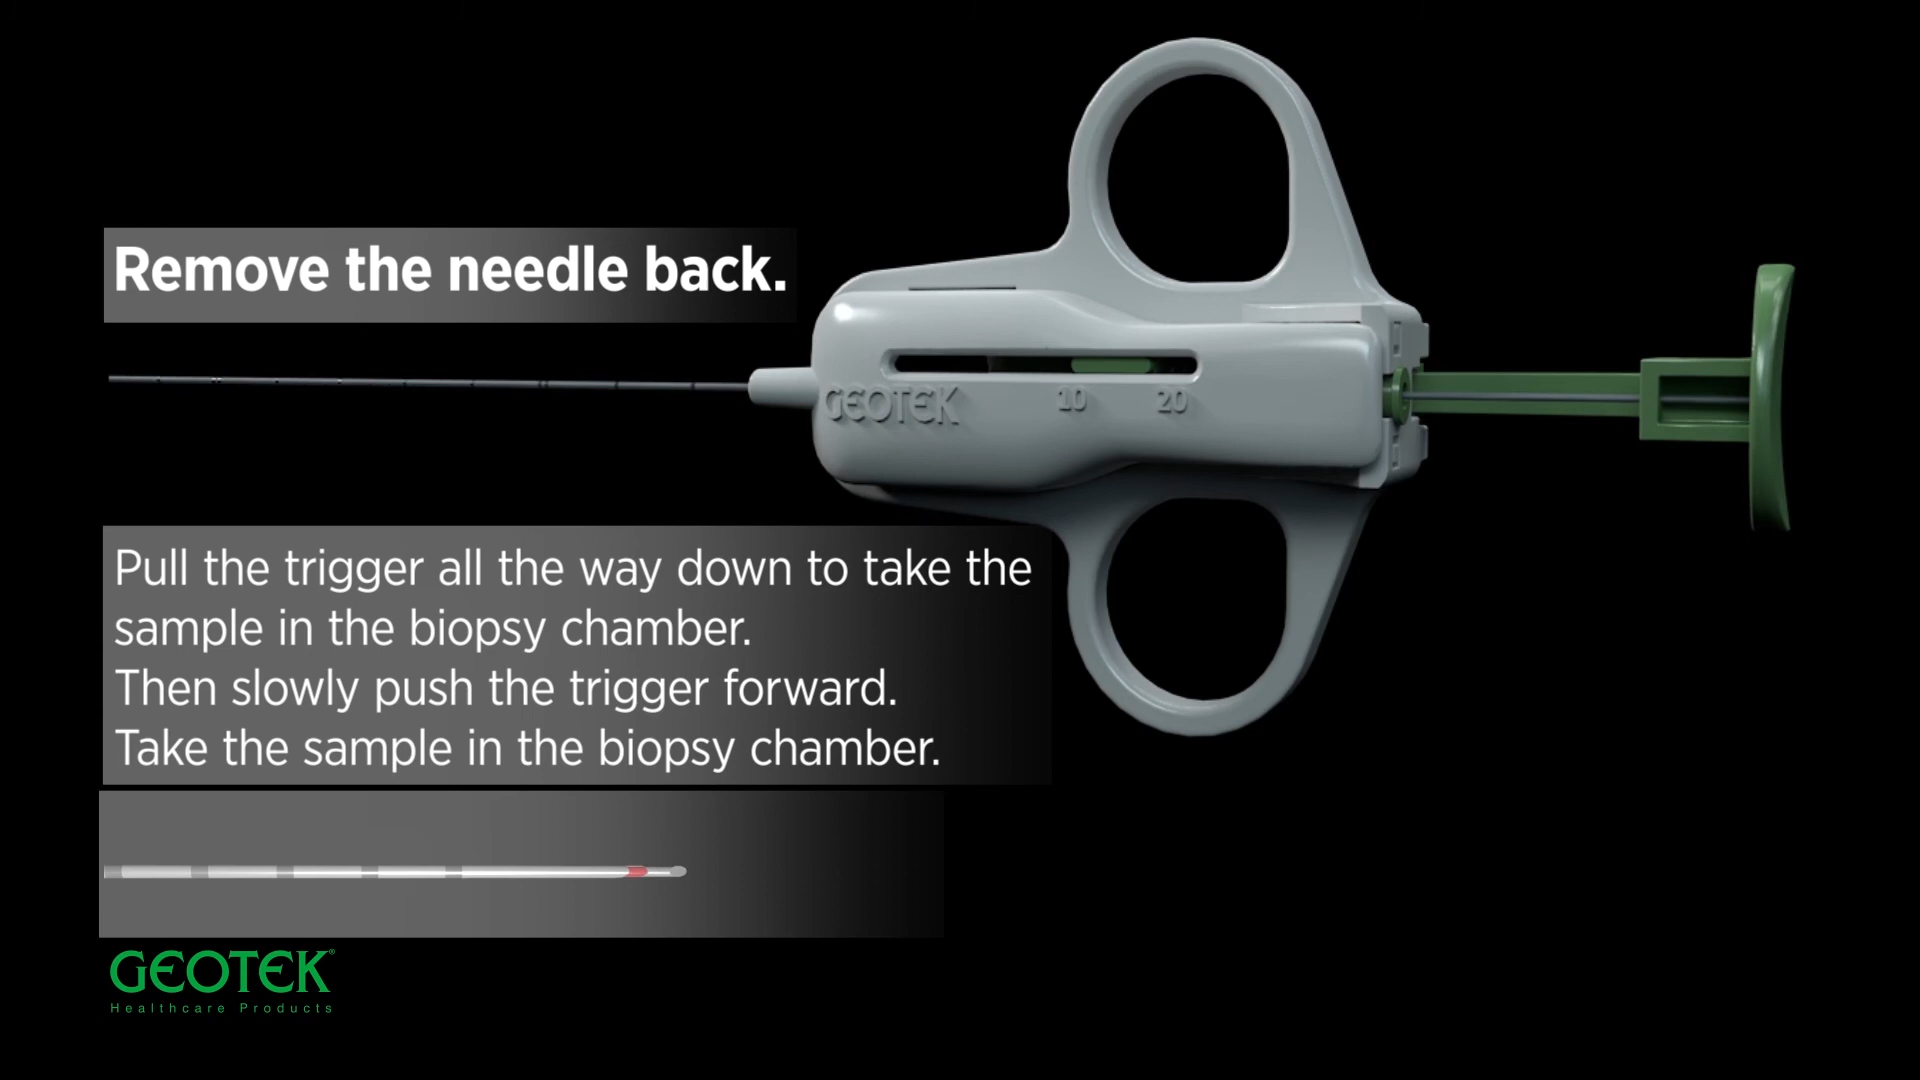 Remove the needle back.
GEOTEK
10 20
Pull the trigger all the way down to take the
sample in the biopsy chamber.
Then slowly push the trigger forward.
Take the sample in the biopsy chamber.
GEOTEK®
Healthcare Products